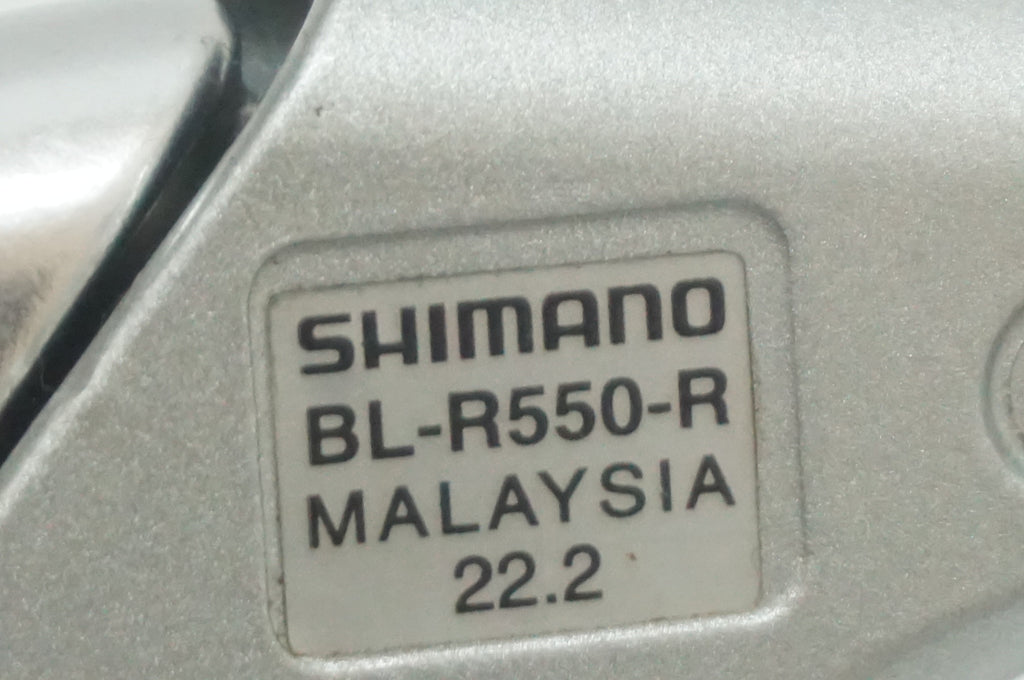 SHIMANO
BL-R550-R
MALAYSIA
22.2